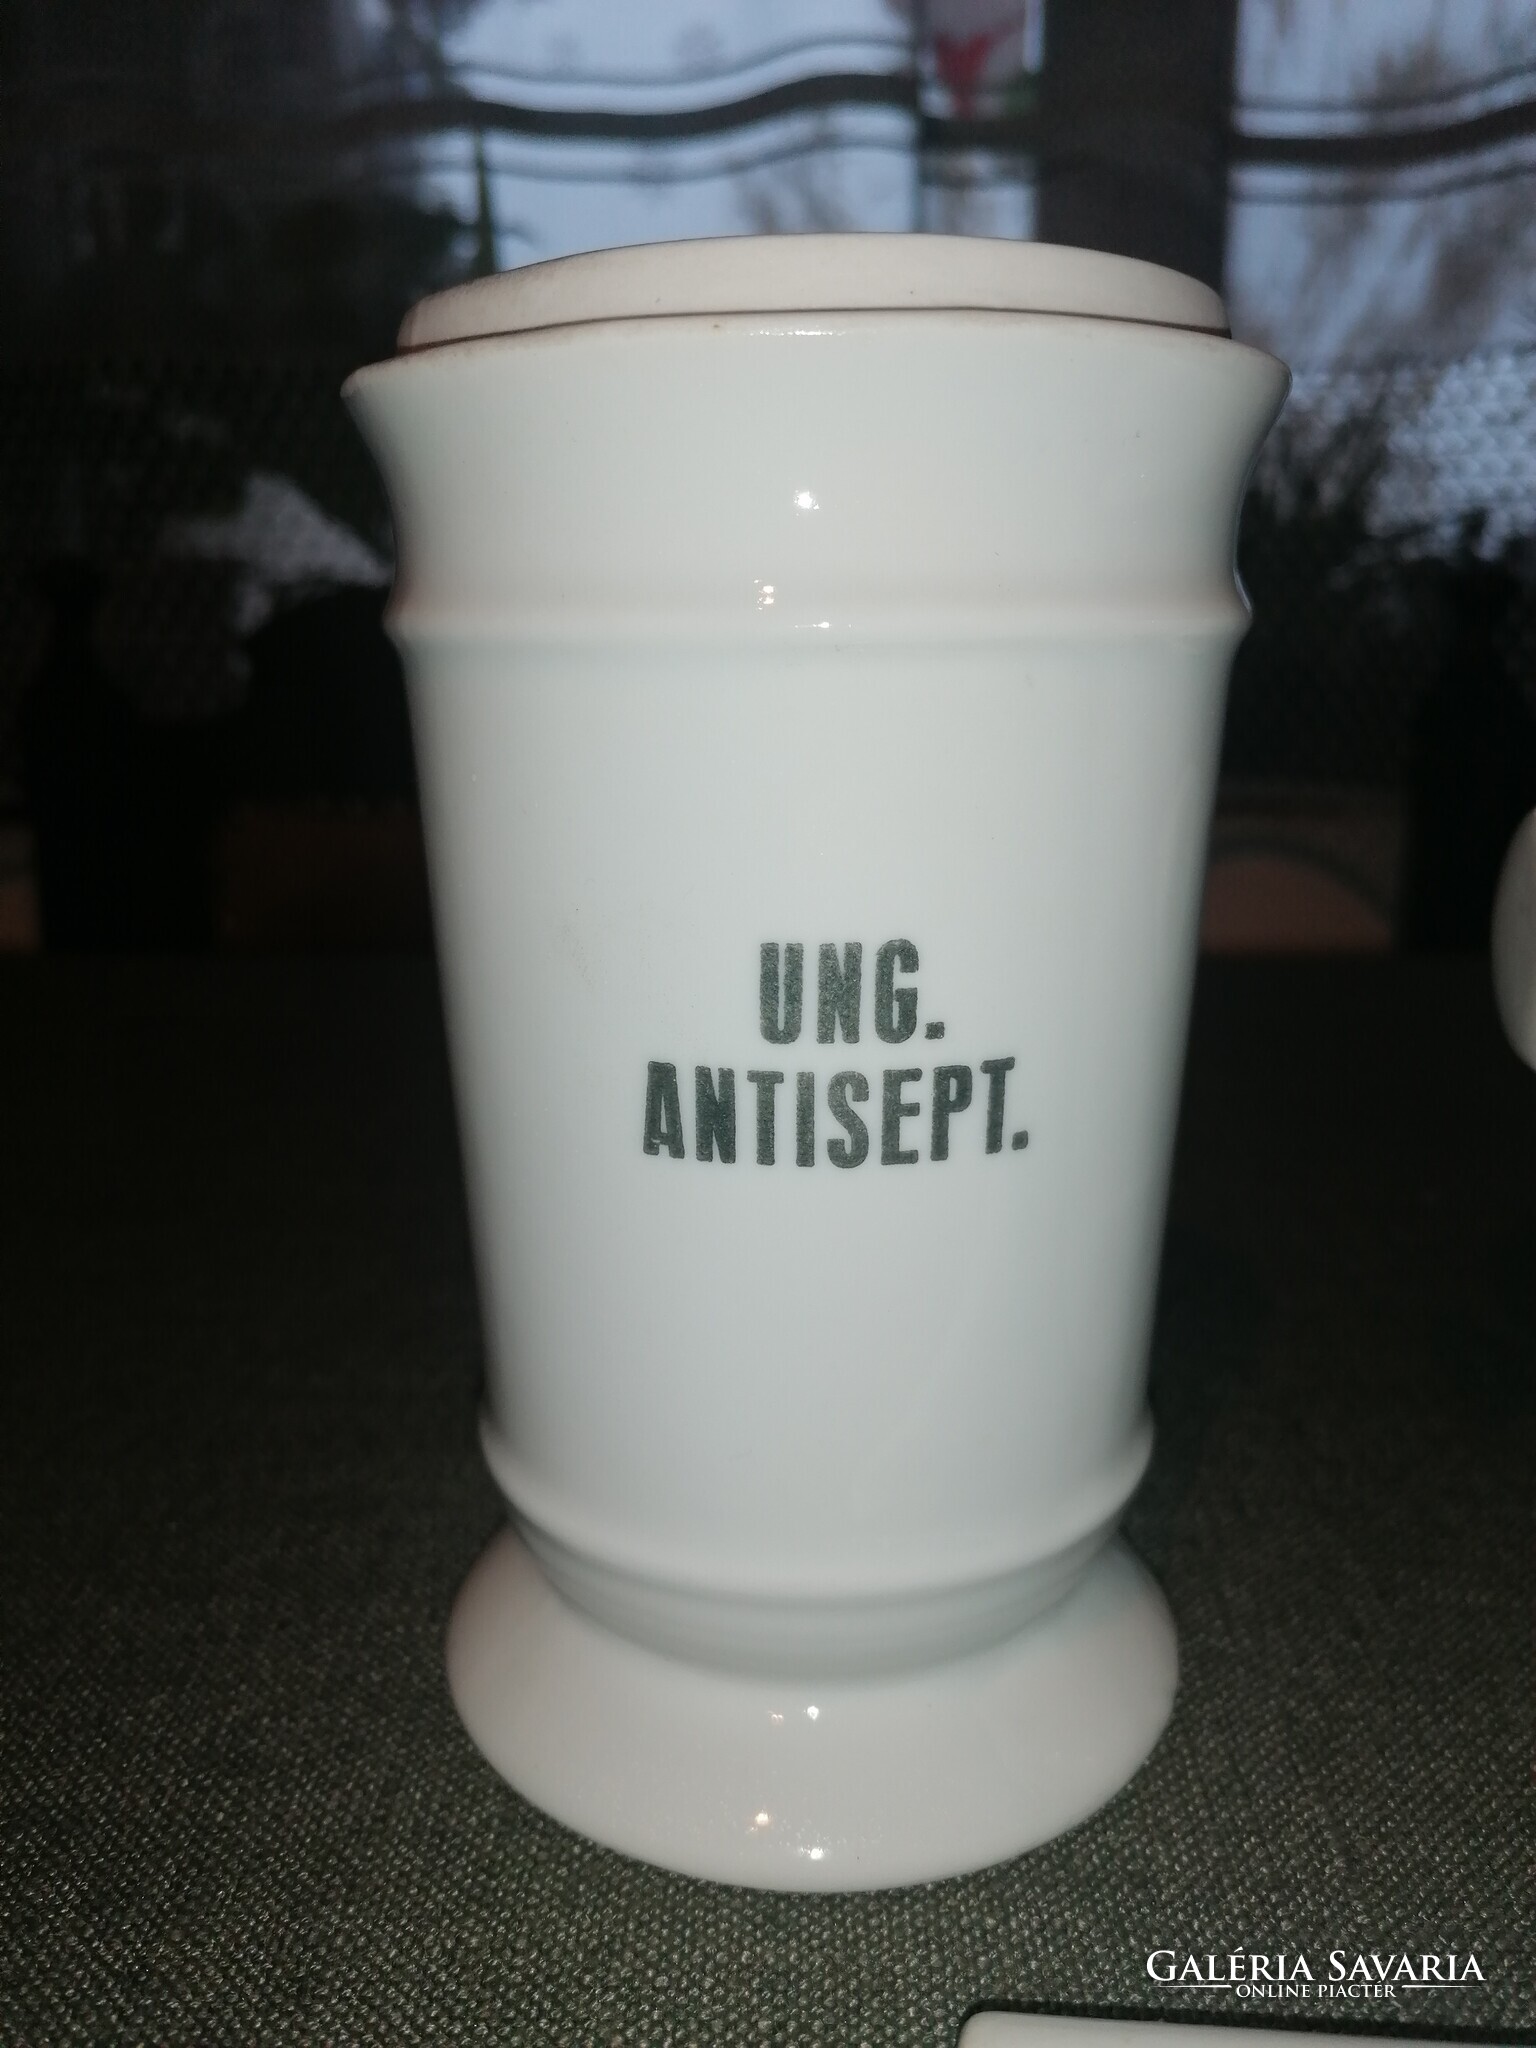 UNG.
ANTISEPT.
GALÉRIA SAVARIA
ONLINE PIACTÉR